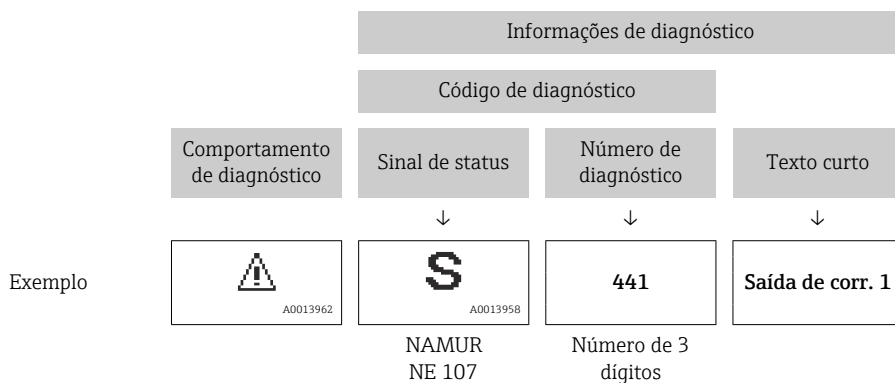 Informações de diagnóstico
Código de diagnóstico
Comportamento
de diagnóstico
Sinal de status
Número de
diagnóstico
Texto curto
↓ ↓ ↓
Exemplo
A0013962
S
A0013958
441
Saída de corr. 1
NAMUR
NE 107
Número de 3
dígitos